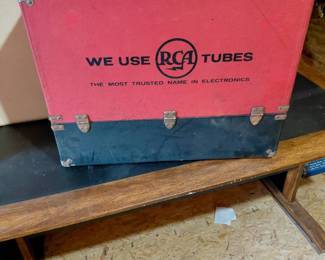 WE USE RCA TUBES
THE MOST TRUSTED NAME IN ELECTRONICS